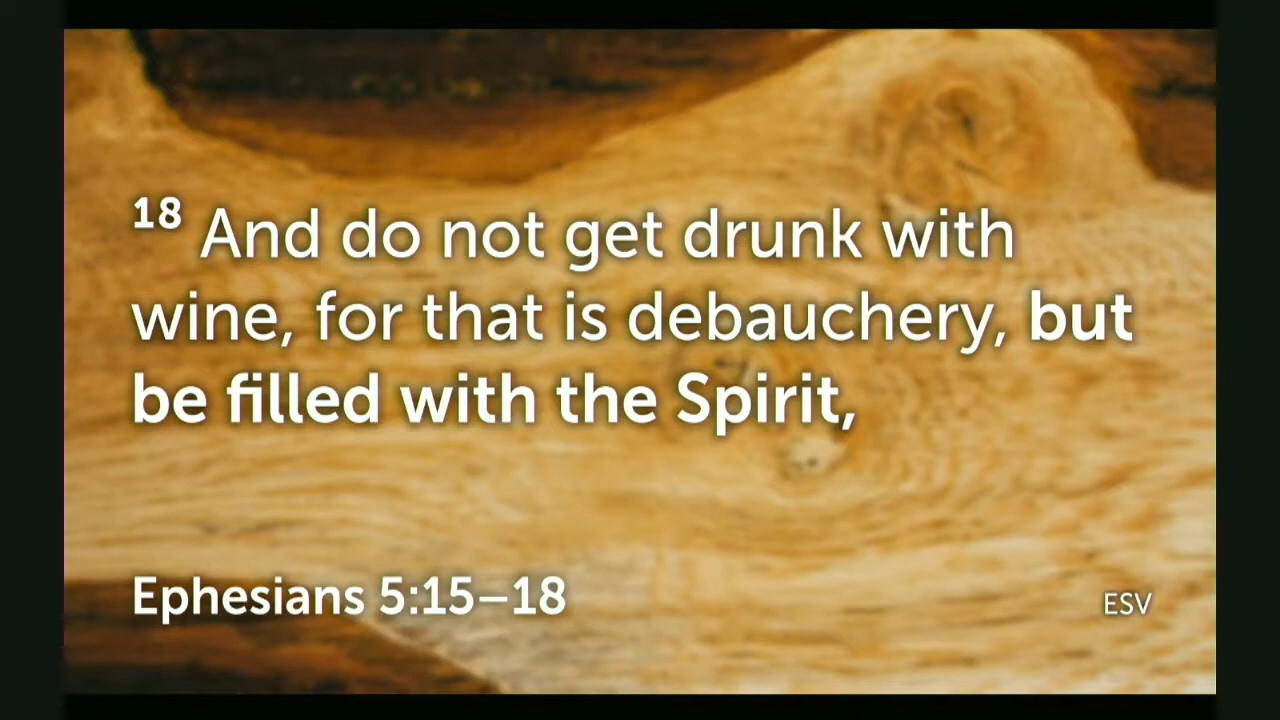 18 And do not get drunk with
wine, for that is debauchery, but
be filled with the Spirit,
Ephesians 5:15–18
ESV